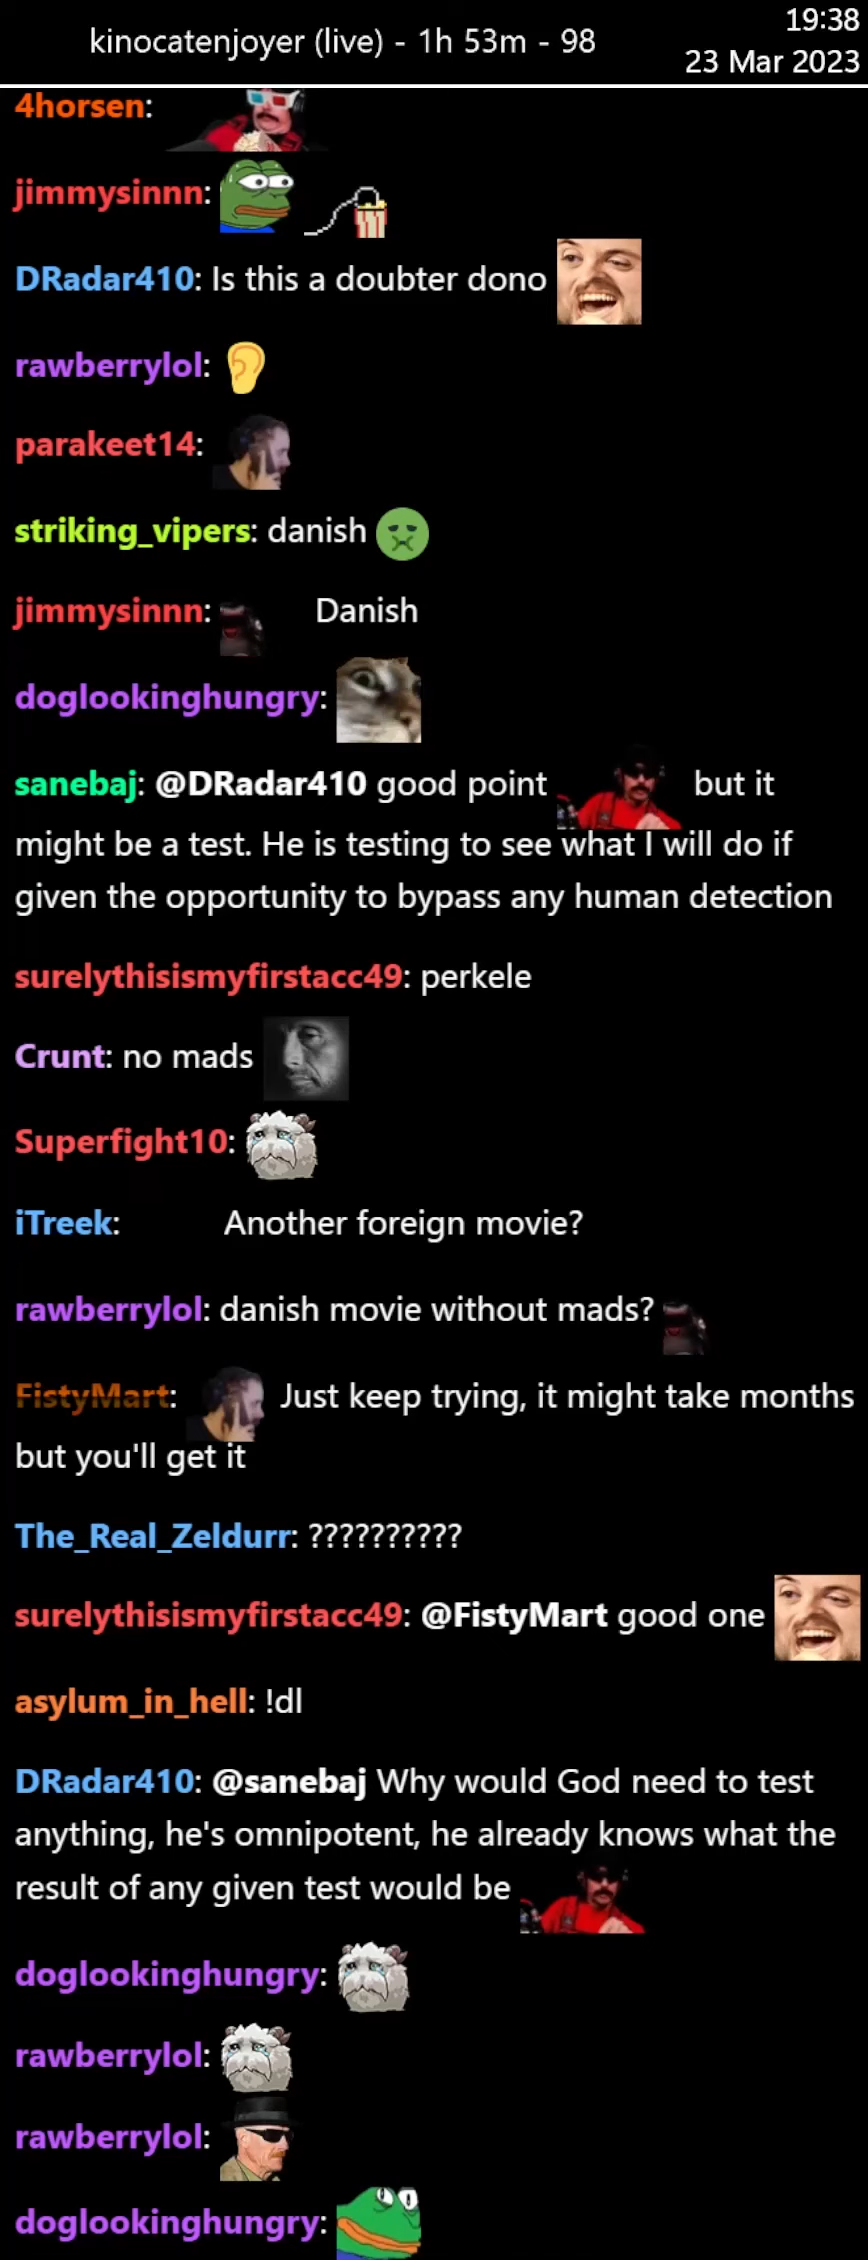 kinocatenjoyer (live) - 1h 53m - 98
19:38
23 Mar 2023
4horsen:
jimmysinnn:
DRadar410: Is this a doubter dono
rawberrylol:
parakeet14:
striking_vipers: danish
jimmysinnn: Danish
doglookinghungry:
sanebaj: @DRadar410 good point but it
might be a test. He is testing to see what I will do if
given the opportunity to bypass any human detection
surelythisismyfirstacc49: perkele
Crunt: no mads
Superfight10:
iTreek: Another foreign movie?
rawberrylol: danish movie without mads?
FistyMart: Just keep trying, it might take months
but you'll get it
The_Real_Zeldurr: ??????????
surelythisismyfirstacc49: @FistyMart good one
asylum_in_hell: !dl
DRadar410: @sanebaj Why would God need to test
anything, he's omnipotent, he already knows what the
result of any given test would be
doglookinghungry:
rawberrylol:
rawberrylol:
doglookinghungry: